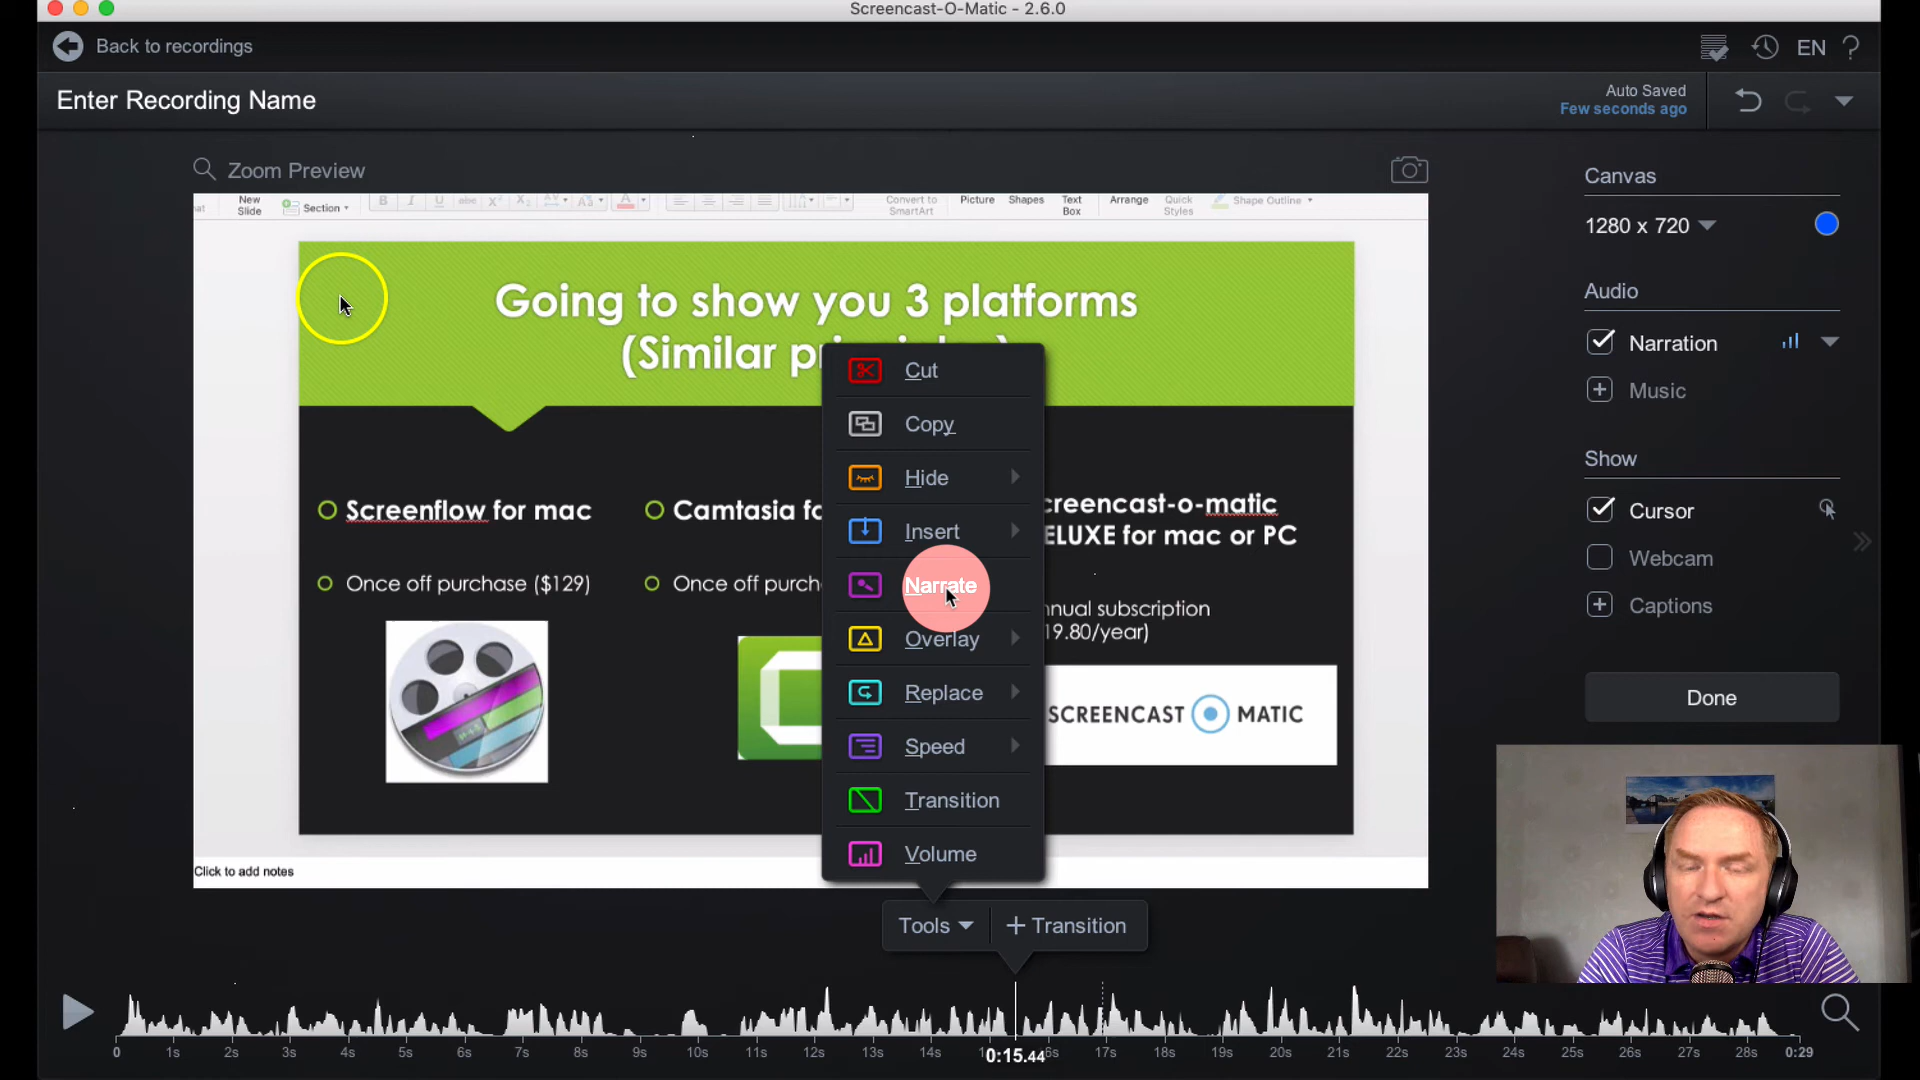 Screencast-O-Matic - 2.6.0
Back to recordings
EN ?
Enter Recording Name
Auto Saved
Few seconds ago
Zoom Preview
New
Slide
Section
B I U abc X² X₂ AV Aa A
Convert to
SmartArt
Picture
Shapes
Text
Box
Arrange
Quick
Styles
Shape Outline
Going to show you 3 platforms
(Similar
Screenflow for mac
Once off purchase ($129)
Camtasia
Once off
creencast-o-matic
ELUXE for mac or PC
nnual subscription
19.80/year)
SCREENCAST MATIC
Click to add notes
Cut
Copy
Hide
Insert
Narrate
Overlay
Replace
Speed
Transition
Volume
Tools
+ Transition
Canvas
1280 x 720
Audio
Narration
Music
Show
Cursor
Webcam
Captions
Done
0 1s 2s 3s 4s 5s 6s 7s 8s 9s 10s 11s 12s 13s 14s 0:15.44 17s 18s 19s 20s 21s 22s 23s 24s 25s 26s 27s 28s 0:29